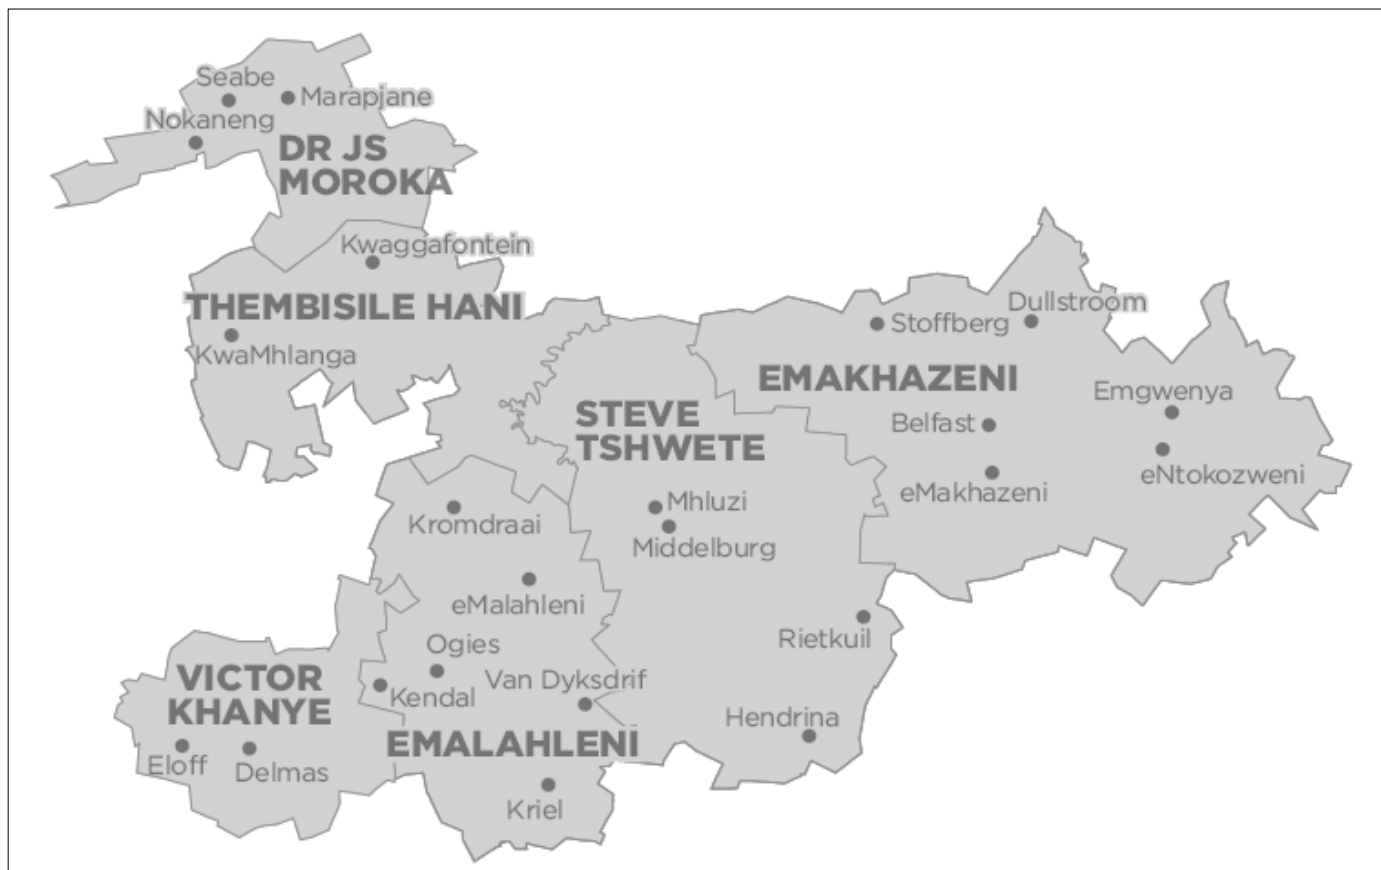 Seabe
Marapjane
Nokaneng
DR JS
MOROKA
Kwaggafontein
THEMBISILE HANI
KwaMhlanga
Dullstroom
Stoffberg
EMAKHAZENI
Emgwenya
STEVE
TSHWETE
Belfast
eNtokozweni
eMakhazeni
Mhluzi
Kromdraai
Middelburg
eMalahleni
Rietkuil
Ogies
VICTOR
KHANYE
Van Dyksdrif
Kendal
Hendrina
EMALAHLENI
Eloff
Delmas
Kriel